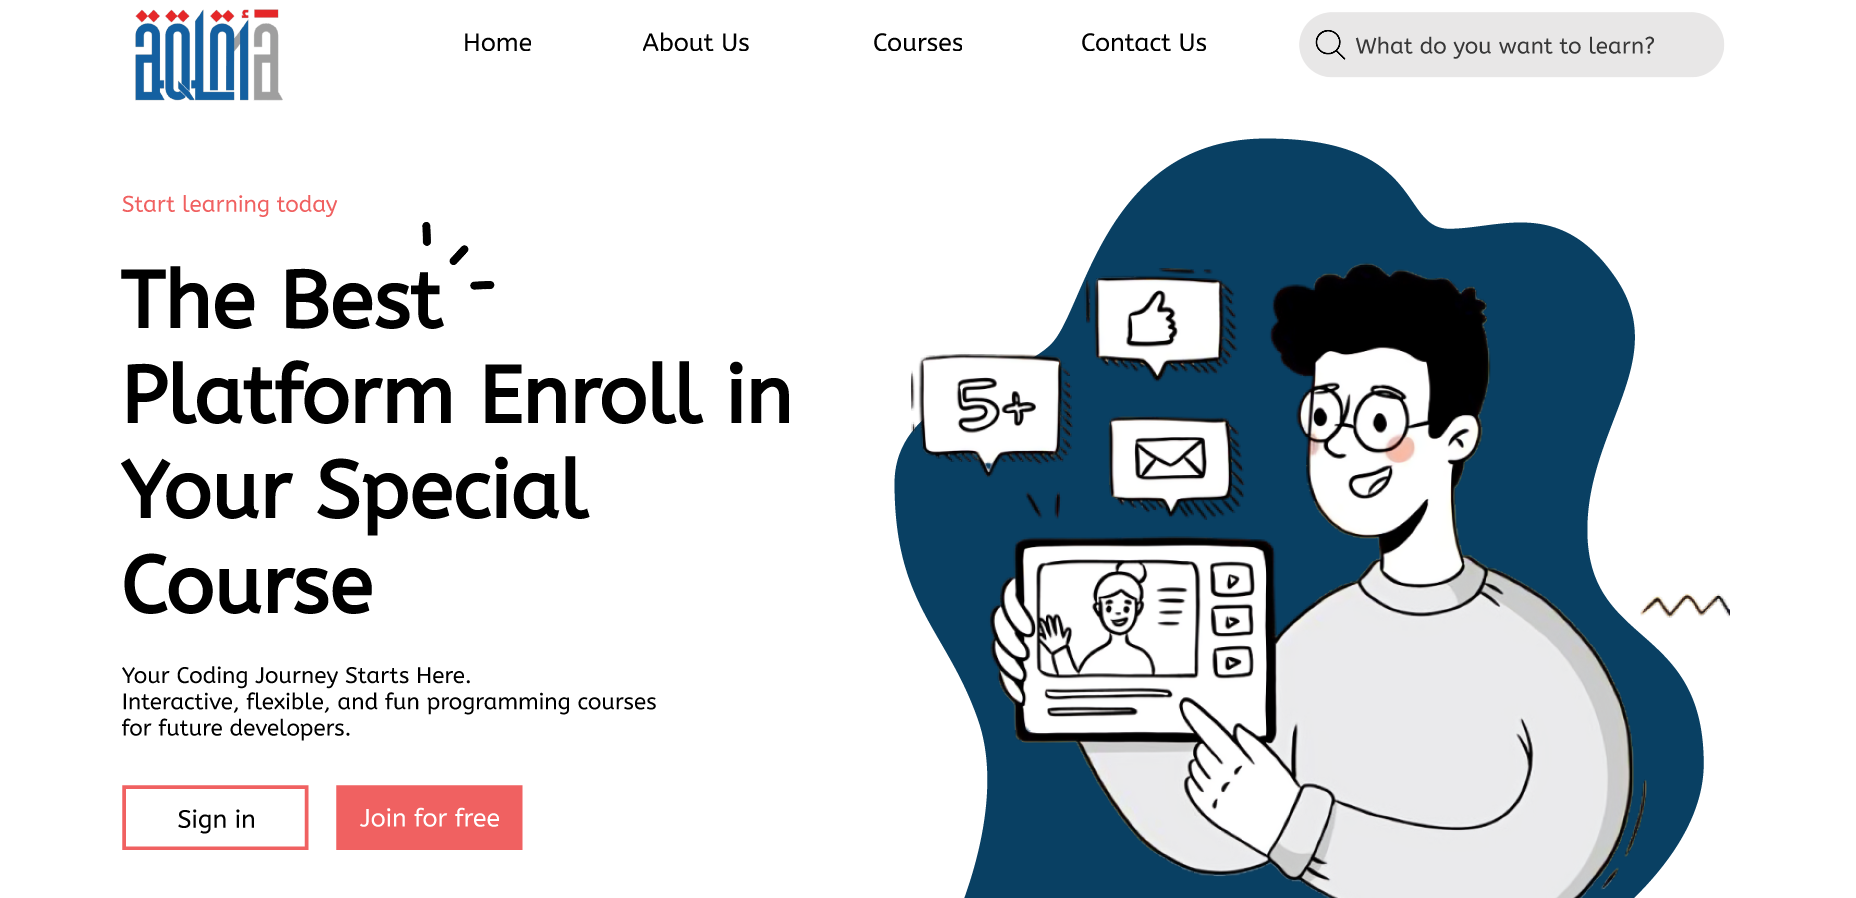 Home
About Us
Courses
Contact Us
What do you want to learn?
Start learning today
The Best
Platform Enroll in
Your Special
Course
5+
Your Coding Journey Starts Here.
Interactive, flexible, and fun programming courses
for future developers.
Sign in
Join for free